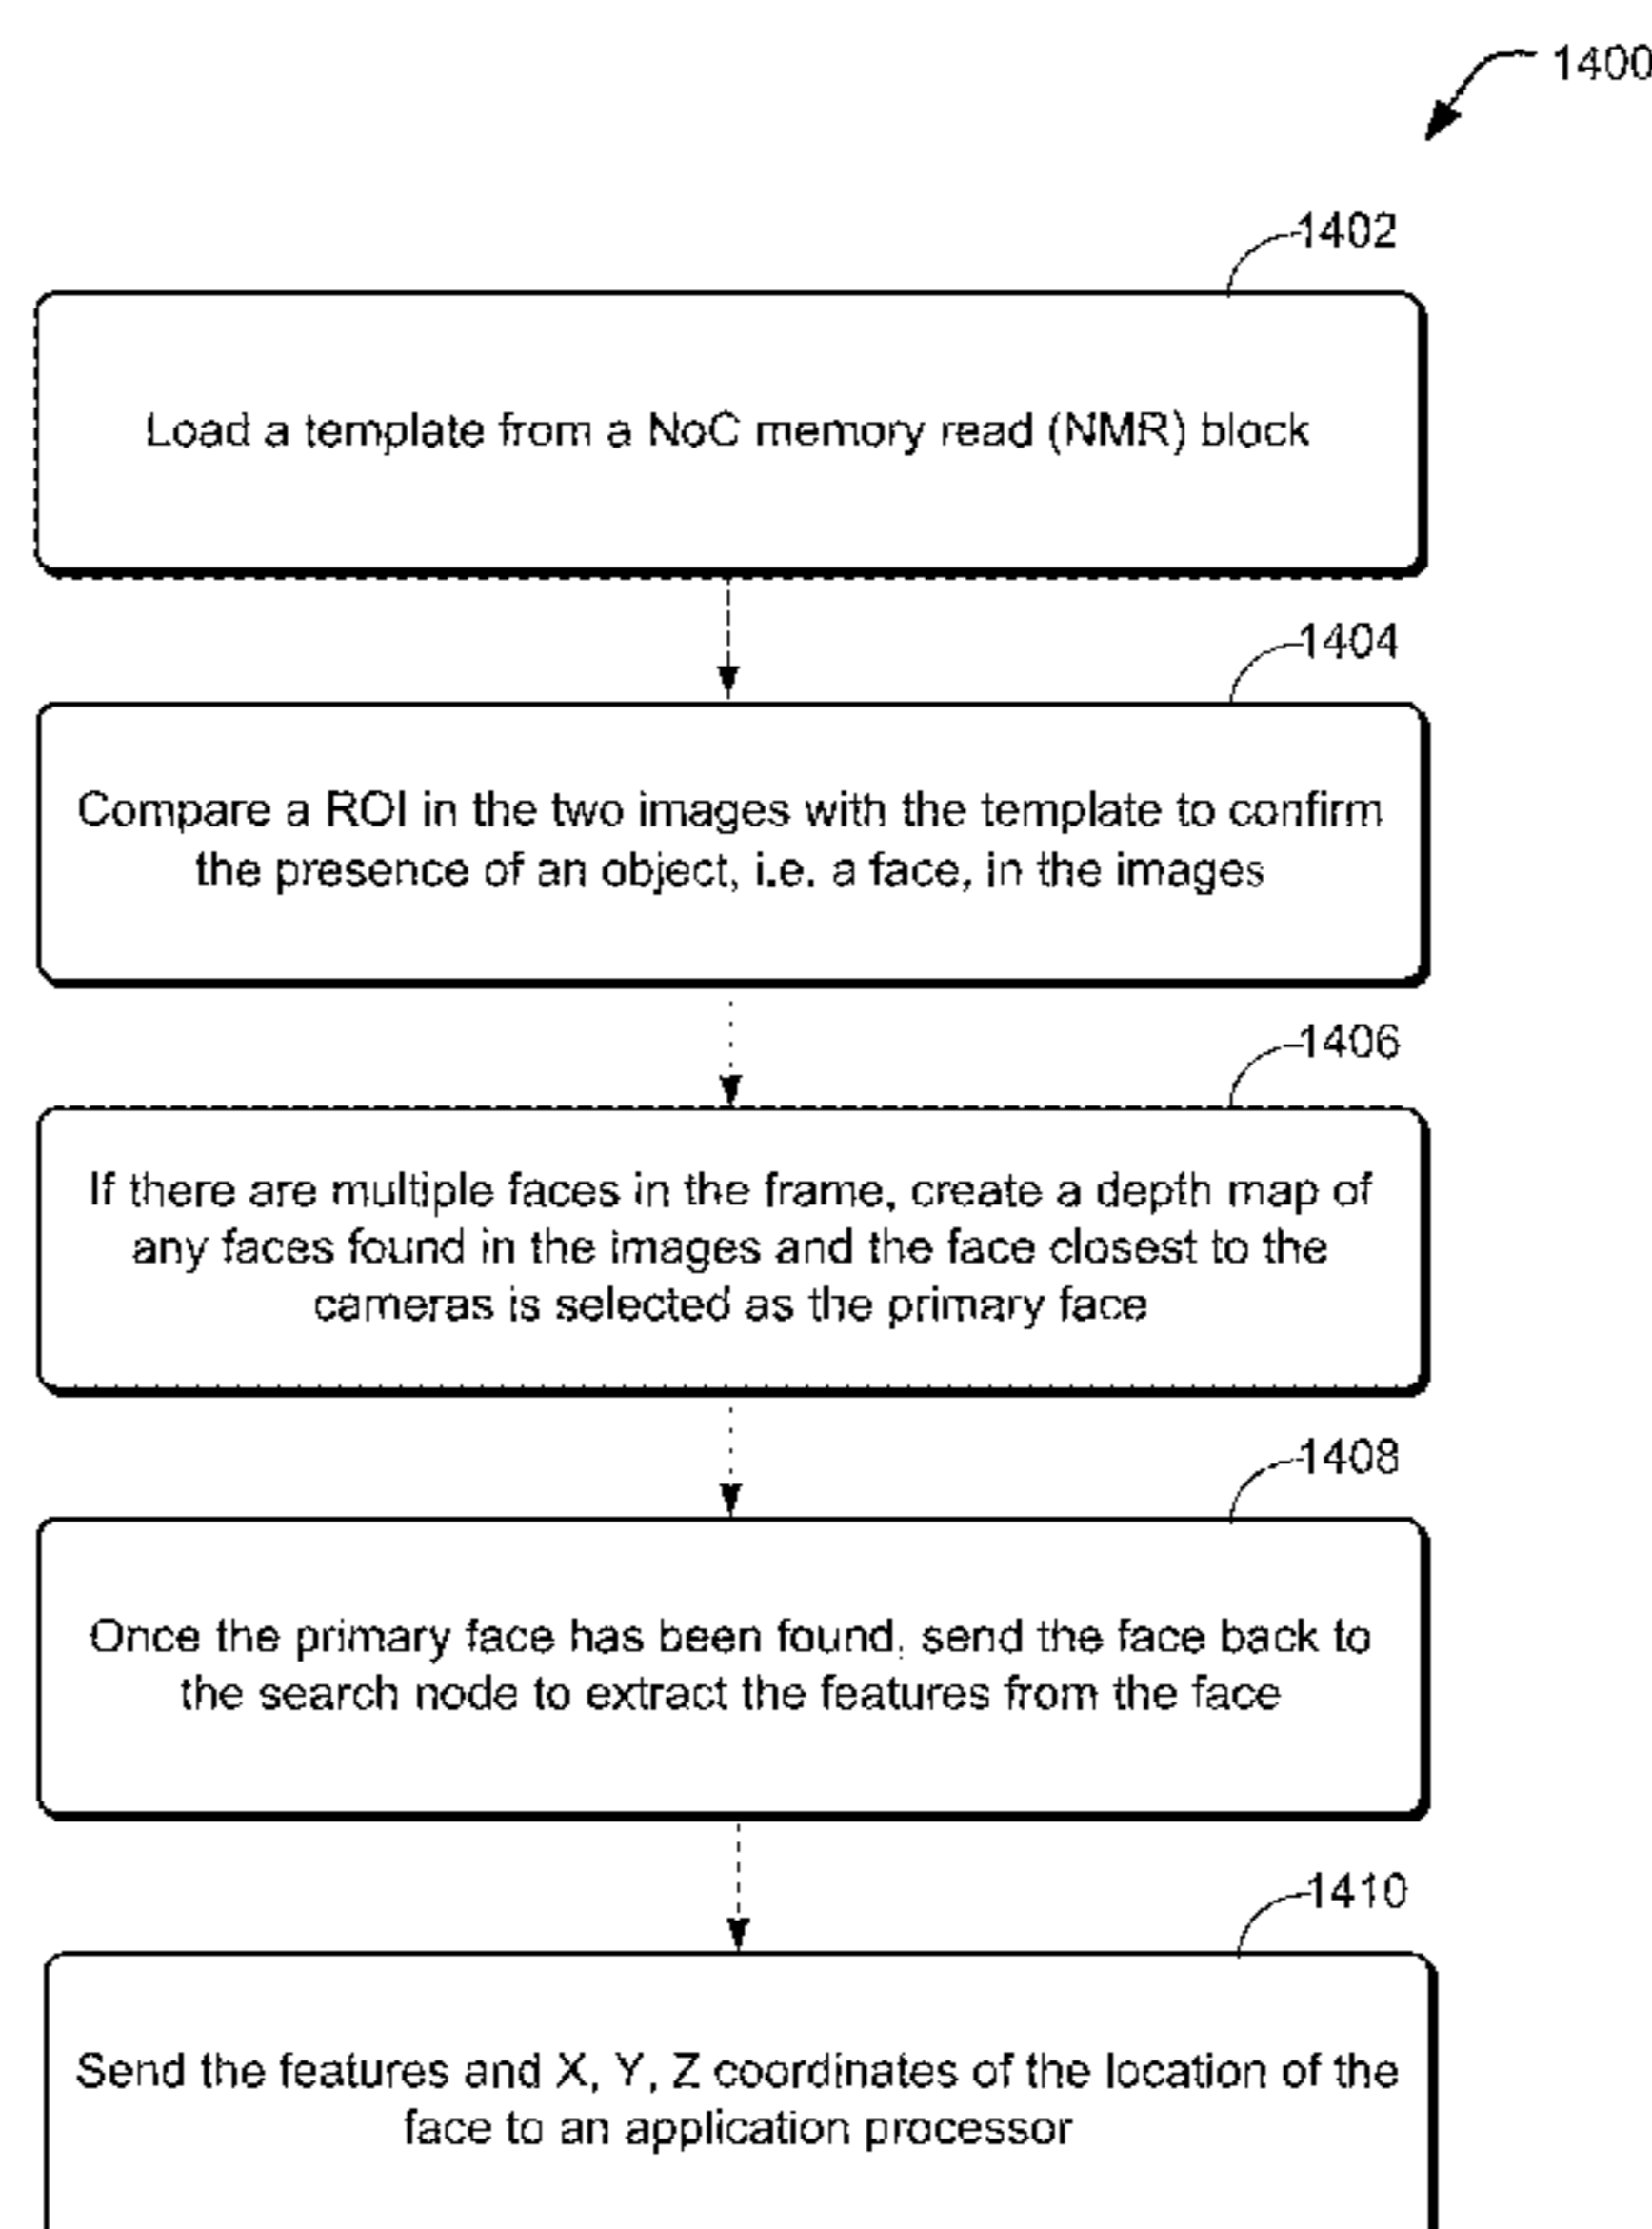 1400
1402
Load a template from a NoC memory read (NMR) block
1404
Compare a ROI in the two images with the template to confirm
the presence of an object, i.e. a face, in the images
1406
If there are multiple faces in the frame, create a depth map of
any faces found in the images and the face closest to the
cameras is selected as the primary face
1408
Once the primary face has been found, send the face back to
the search node to extract the features from the face
1410
Send the features and X, Y, Z coordinates of the location of the
face to an application processor